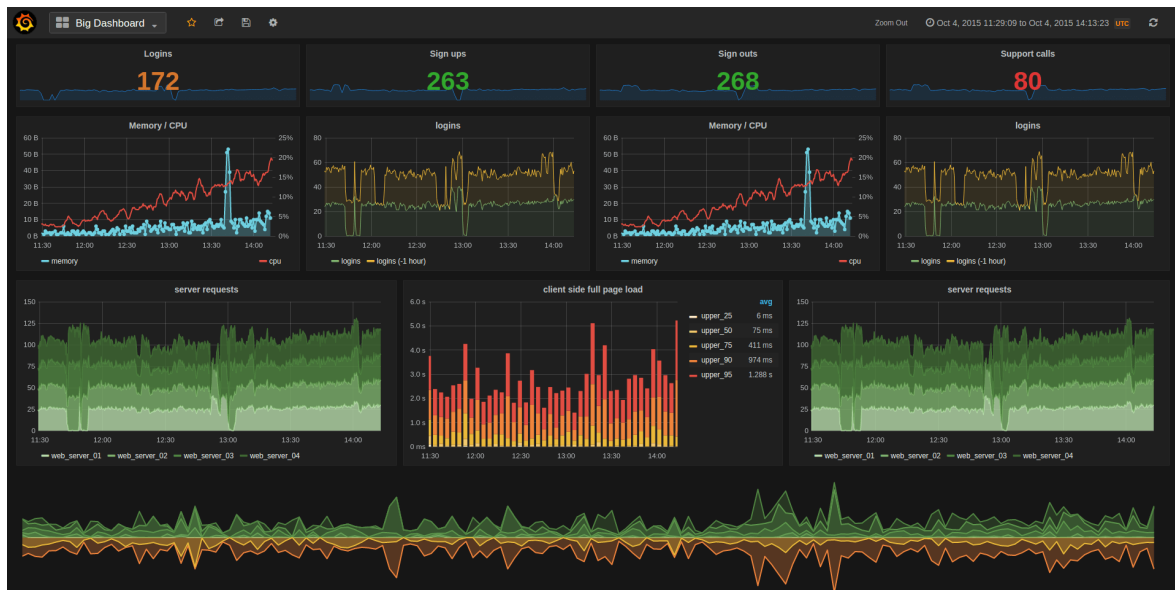 Big Dashboard
Zoom Out Oct 4, 2015 11:29:09 to Oct 4, 2015 14:13:23 UTC
Logins
172
Sign ups
263
Sign outs
268
Support calls
80
Memory / CPU
60 B
50 B
40 B
30 B
20 B
10 B
0 B
25%
20%
15%
10%
5%
0%
11:30 12:00 12:30 13:00 13:30 14:00
memory cpu
logins
80
60
40
20
0
11:30 12:00 12:30 13:00 13:30 14:00
logins logins (-1 hour)
Memory / CPU
60 B
50 B
40 B
30 B
20 B
10 B
0 B
25%
20%
15%
10%
5%
0%
11:30 12:00 12:30 13:00 13:30 14:00
memory cpu
logins
80
60
40
20
0
11:30 12:00 12:30 13:00 13:30 14:00
logins logins (-1 hour)
server requests
150
125
100
75
50
25
0
11:30 12:00 12:30 13:00 13:30 14:00
web_server_01 web_server_02 web_server_03 web_server_04
client side full page load
6.0 s
5.0 s
4.0 s
3.0 s
2.0 s
1.0 s
0 ms
11:30 12:00 12:30 13:00 13:30 14:00
avg
upper_25 6 ms
upper_50 75 ms
upper_75 411 ms
upper_90 974 ms
upper_95 1.288 s
server requests
150
125
100
75
50
25
0
11:30 12:00 12:30 13:00 13:30 14:00
web_server_01 web_server_02 web_server_03 web_server_04